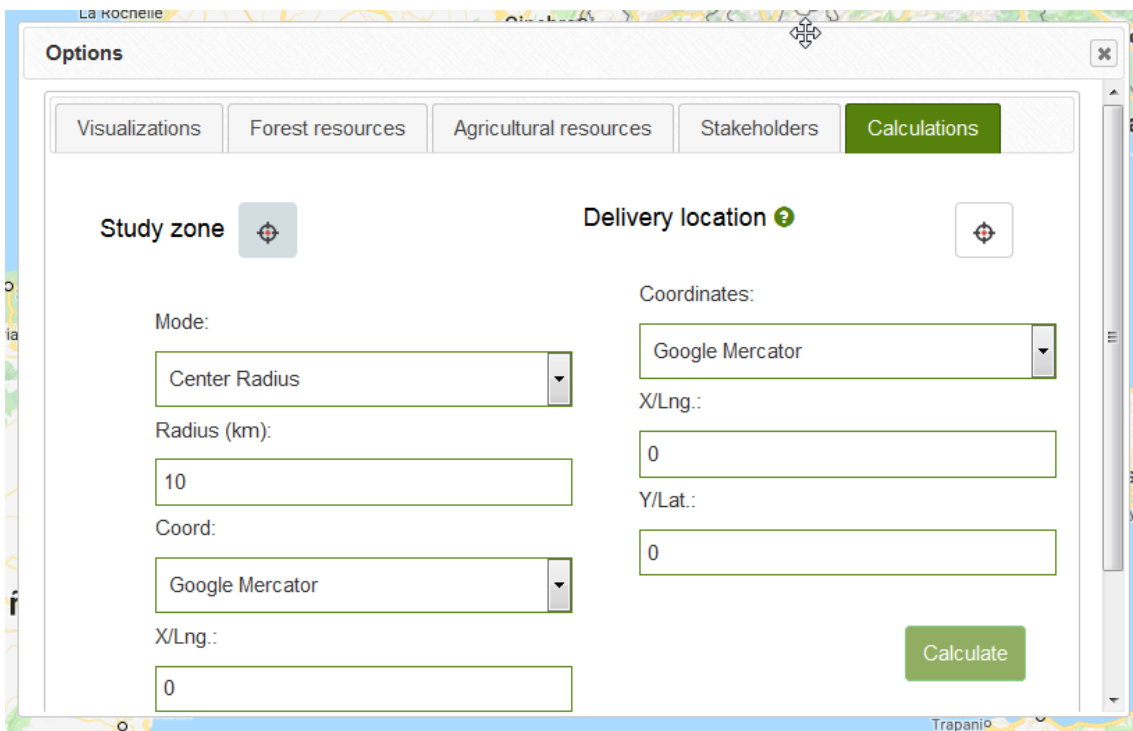 La Rochelle
Options
Visualizations
Forest resources
Agricultural resources
Stakeholders
Calculations
Study zone
Delivery location
Mode:
Center Radius
Radius (km):
10
Coord:
Google Mercator
X/Lng.:
0
Coordinates:
Google Mercator
X/Lng.:
0
Y/Lat.:
0
Calculate
Trapani